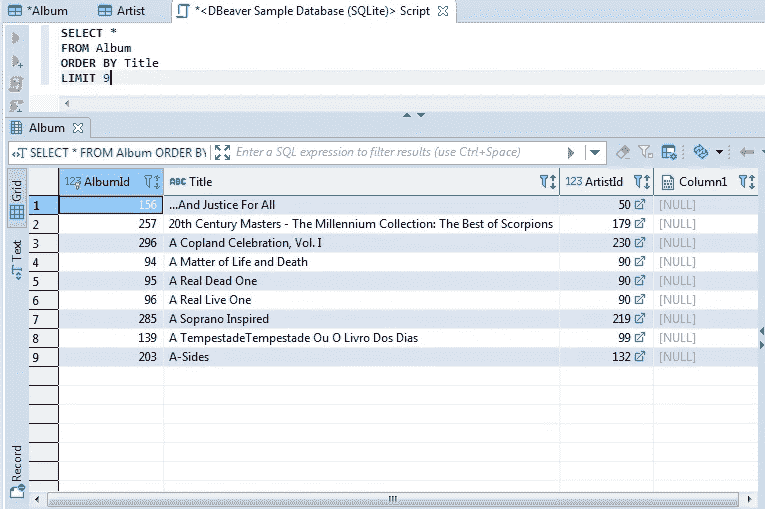 *Album Artist *<DBeaver Sample Database (SQLite)> Script
SELECT *
FROM Album
ORDER BY Title
LIMIT 9
Album
SELECT * FROM Album ORDER BY Enter a SQL expression to filter results (use Ctrl+Space)
123 AlbumId ABC Title 123 ArtistId Column1
1 156 ...And Justice For All 50 [NULL]
2 257 20th Century Masters - The Millennium Collection: The Best of Scorpions 179 [NULL]
3 296 A Copland Celebration, Vol. I 230 [NULL]
4 94 A Matter of Life and Death 90 [NULL]
5 95 A Real Dead One 90 [NULL]
6 96 A Real Live One 90 [NULL]
7 285 A Soprano Inspired 219 [NULL]
8 139 A TempestadeTempestade Ou O Livro Dos Dias 99 [NULL]
9 203 A-Sides 132 [NULL]
Grid
Text
Record